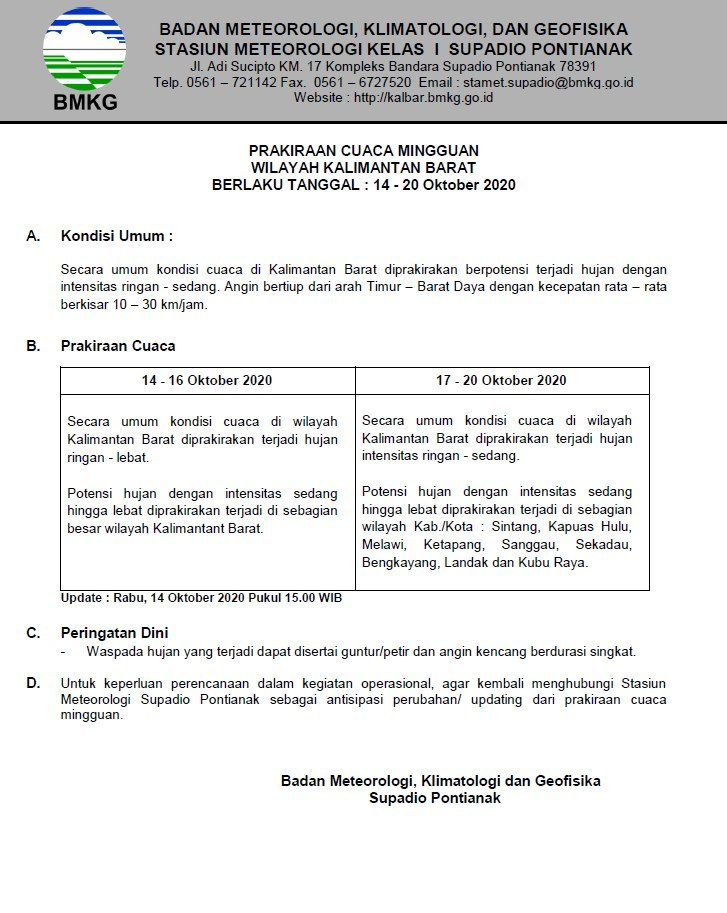 BMKG
BADAN METEOROLOGI, KLIMATOLOGI, DAN GEOFISIKA
STASIUN METEOROLOGI KELAS I SUPADIO PONTIANAK
Jl. Adi Sucipto KM. 17 Kompleks Bandara Supadio Pontianak 78391
Telp. 0561 – 721142 Fax. 0561 – 6727520 Email : stamet.supadio@bmkg.go.id
Website : http://kalbar.bmkg.go.id
PRAKIRAAN CUACA MINGGUAN
WILAYAH KALIMANTAN BARAT
BERLAKU TANGGAL : 14 - 20 Oktober 2020
A. Kondisi Umum :
Secara umum kondisi cuaca di Kalimantan Barat diprakirakan berpotensi terjadi hujan dengan
intensitas ringan - sedang. Angin bertiup dari arah Timur – Barat Daya dengan kecepatan rata – rata
berkisar 10 – 30 km/jam.
B. Prakiraan Cuaca
14 - 16 Oktober 2020
Secara umum kondisi cuaca di wilayah
Kalimantan Barat diprakirakan terjadi hujan
ringan - lebat.
Potensi hujan dengan intensitas sedang
hingga lebat diprakirakan terjadi di sebagian
besar wilayah Kalimantant Barat.
17 - 20 Oktober 2020
Secara umum kondisi cuaca di wilayah
Kalimantan Barat diprakirakan terjadi hujan
intensitas ringan - sedang.
Potensi hujan dengan intensitas sedang
hingga lebat diprakirakan terjadi di sebagian
wilayah Kab./Kota : Sintang, Kapuas Hulu,
Melawi, Ketapang, Sanggau, Sekadau,
Bengkayang, Landak dan Kubu Raya.
Update : Rabu, 14 Oktober 2020 Pukul 15.00 WIB
C. Peringatan Dini
- Waspada hujan yang terjadi dapat disertai guntur/petir dan angin kencang berdurasi singkat.
D. Untuk keperluan perencanaan dalam kegiatan operasional, agar kembali menghubungi Stasiun
Meteorologi Supadio Pontianak sebagai antisipasi perubahan/ updating dari prakiraan cuaca
mingguan.
Badan Meteorologi, Klimatologi dan Geofisika
Supadio Pontianak